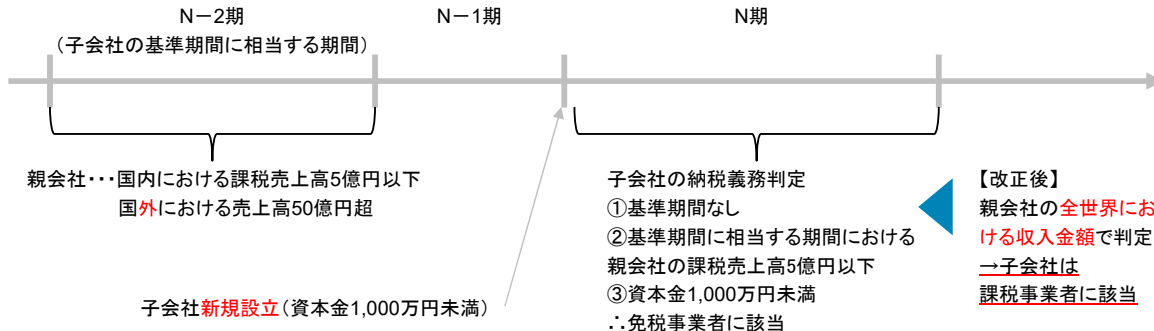 N－2期
（子会社の基準期間に相当する期間）
N－1期
N期
親会社・・・国内における課税売上高5億円以下
国外における売上高50億円超
子会社新規設立（資本金1,000万円未満）
子会社の納税義務判定
①基準期間なし
②基準期間に相当する期間における
親会社の課税売上高5億円以下
③資本金1,000万円未満
∴免税事業者に該当
【改正後】
親会社の全世界にお
ける収入金額で判定
→子会社は
課税事業者に該当